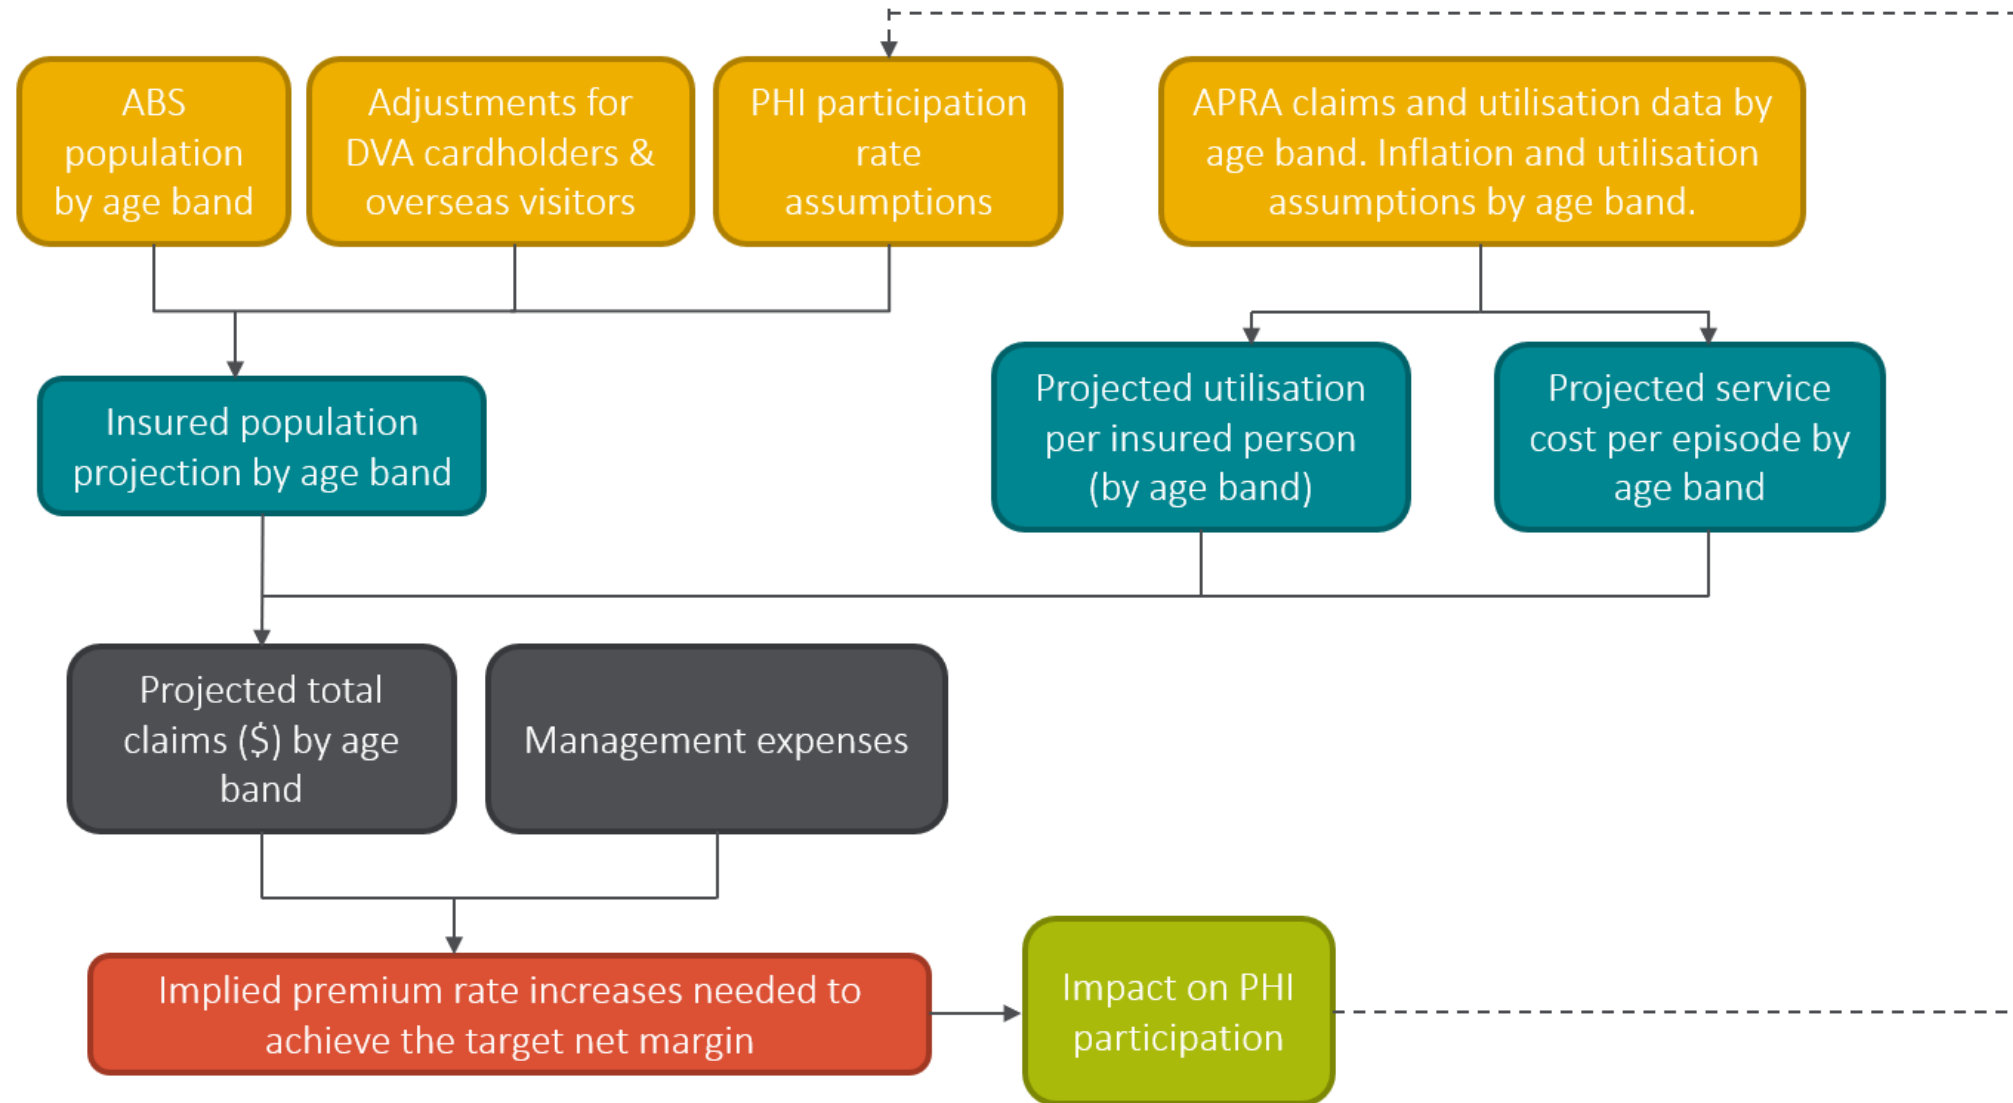 ABS
population
by age band
Adjustments for
DVA cardholders &
overseas visitors
PHI participation
rate
assumptions
APRA claims and utilisation data by
age band. Inflation and utilisation
assumptions by age band.
Insured population
projection by age band
Projected utilisation
per insured person
(by age band)
Projected service
cost per episode by
age band
Projected total
claims ($) by age
band
Management expenses
Implied premium rate increases needed to
achieve the target net margin
Impact on PHI
participation